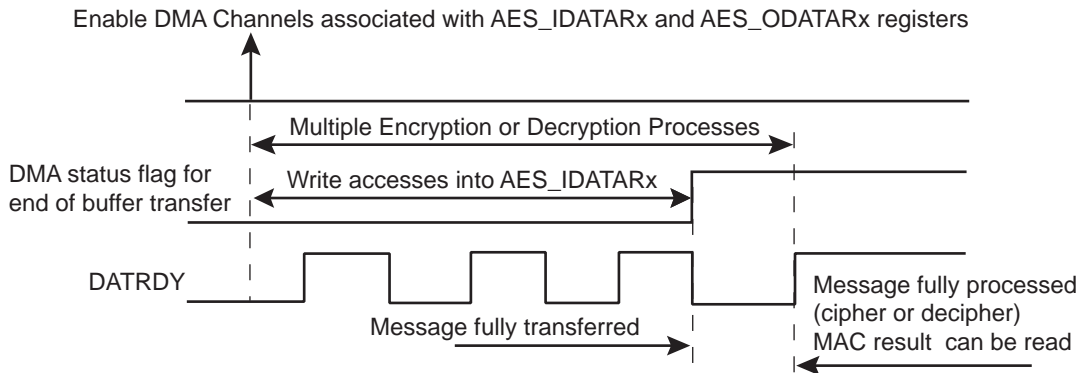 Enable DMA Channels associated with AES_IDATARx and AES_ODATARx registers
Multiple Encryption or Decryption Processes
DMA status flag for
end of buffer transfer
Write accesses into AES_IDATARx
DATRDY
Message fully transferred
Message fully processed
(cipher or decipher)
MAC result can be read